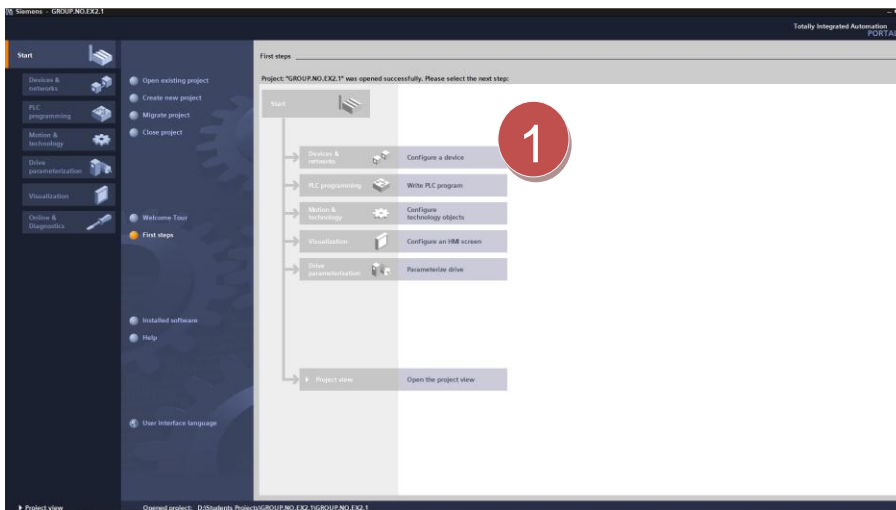 Siemens - GROUP.NO.EX2.1
Totally Integrated Automation
PORTAL
Start
Devices &
networks
PLC
programming
Motion &
technology
Drive
parameterization
Visualization
Online &
Diagnostics
Open existing project
Create new project
Migrate project
Close project
Welcome Tour
First steps
Installed software
Help
User interface language
First steps
Project: "GROUP.NO.EX2.1" was opened successfully. Please select the next step:
Start
Devices &
networks
Configure a device
PLC programming
Write PLC program
Motion &
technology
Configure
technology objects
Visualization
Configure an HMI screen
Drive
parameterization
Parameterize drive
Project view
Open the project view
1
Project view
Opened project: D:\Students Projects\GROUP.NO.EX2.1\GROUP.NO.EX2.1